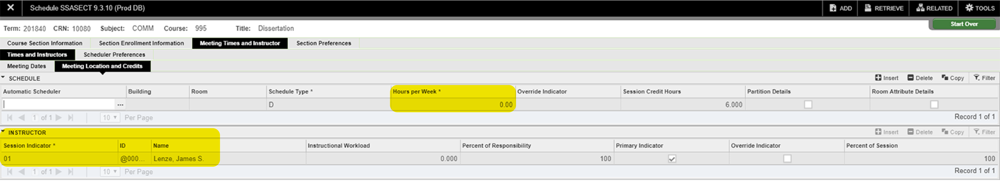 Schedule SSASECT 9.3.10 (Prod DB) ADD RETRIEVE RELATED TOOLS
Start Over
Term: 201840 CRN: 10080 Subject: COMM Course: 995 Title: Dissertation
Course Section Information Section Enrollment Information Meeting Times and Instructor Section Preferences
Times and Instructors Scheduler Preferences
Meeting Dates Meeting Location and Credits
SCHEDULE Insert Delete Copy Filter
Automatic Scheduler Building Room Schedule Type * Hours per Week * Override Indicator Session Credit Hours Partition Details Room Attribute Details
... D 0.00 6.000
1 of 1 10 Per Page Record 1 of 1
INSTRUCTOR Insert Delete Copy Filter
Session Indicator * ID Name Instructional Workload Percent of Responsibility Primary Indicator Override Indicator Percent of Session
01 @000... Lenze, James S. 0.000 100 100
1 of 1 10 Per Page Record 1 of 1